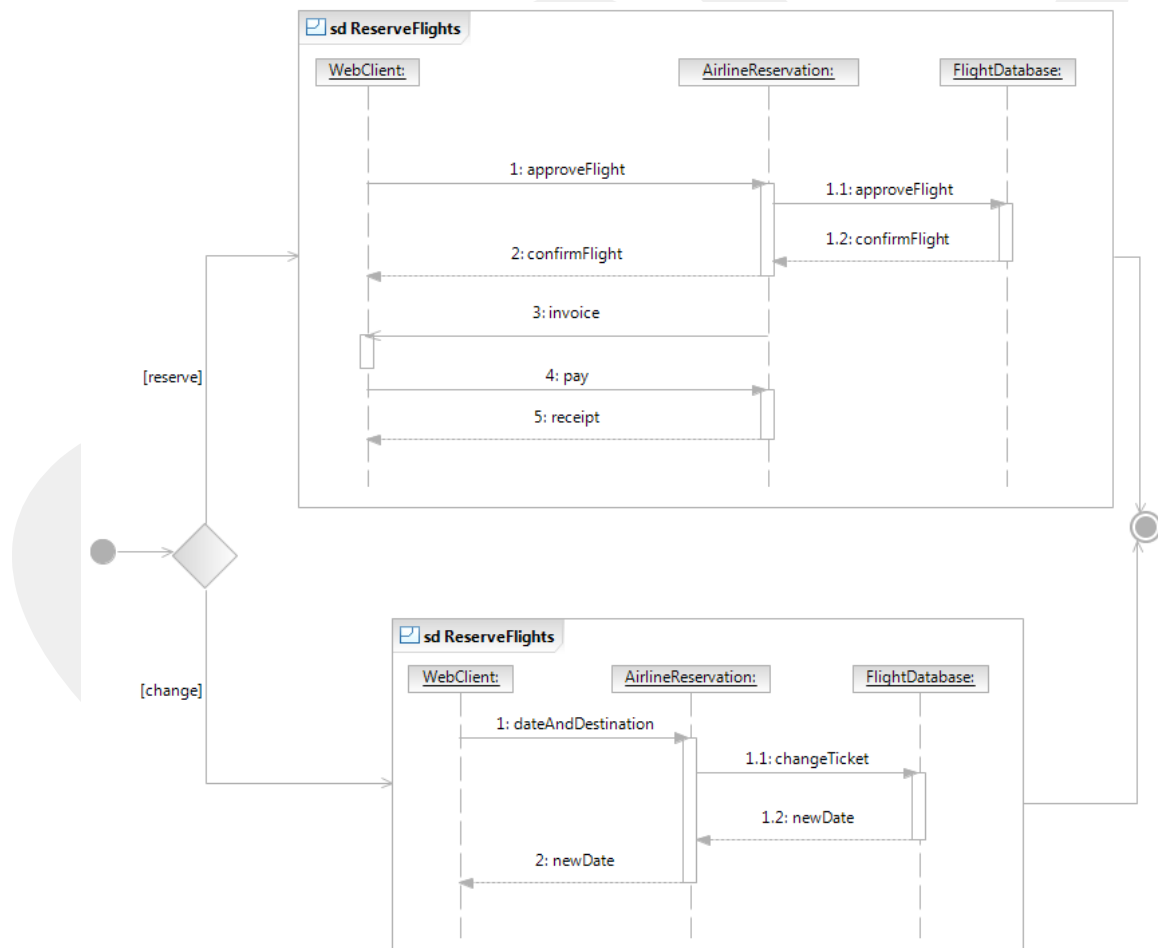 sd ReserveFlights
WebClient:
AirlineReservation:
FlightDatabase:
1: approveFlight
1.1: approveFlight
1.2: confirmFlight
2: confirmFlight
3: invoice
[reserve]
4: pay
5: receipt
sd ReserveFlights
WebClient:
AirlineReservation:
FlightDatabase:
[change]
1: dateAndDestination
1.1: changeTicket
1.2: newDate
2: newDate